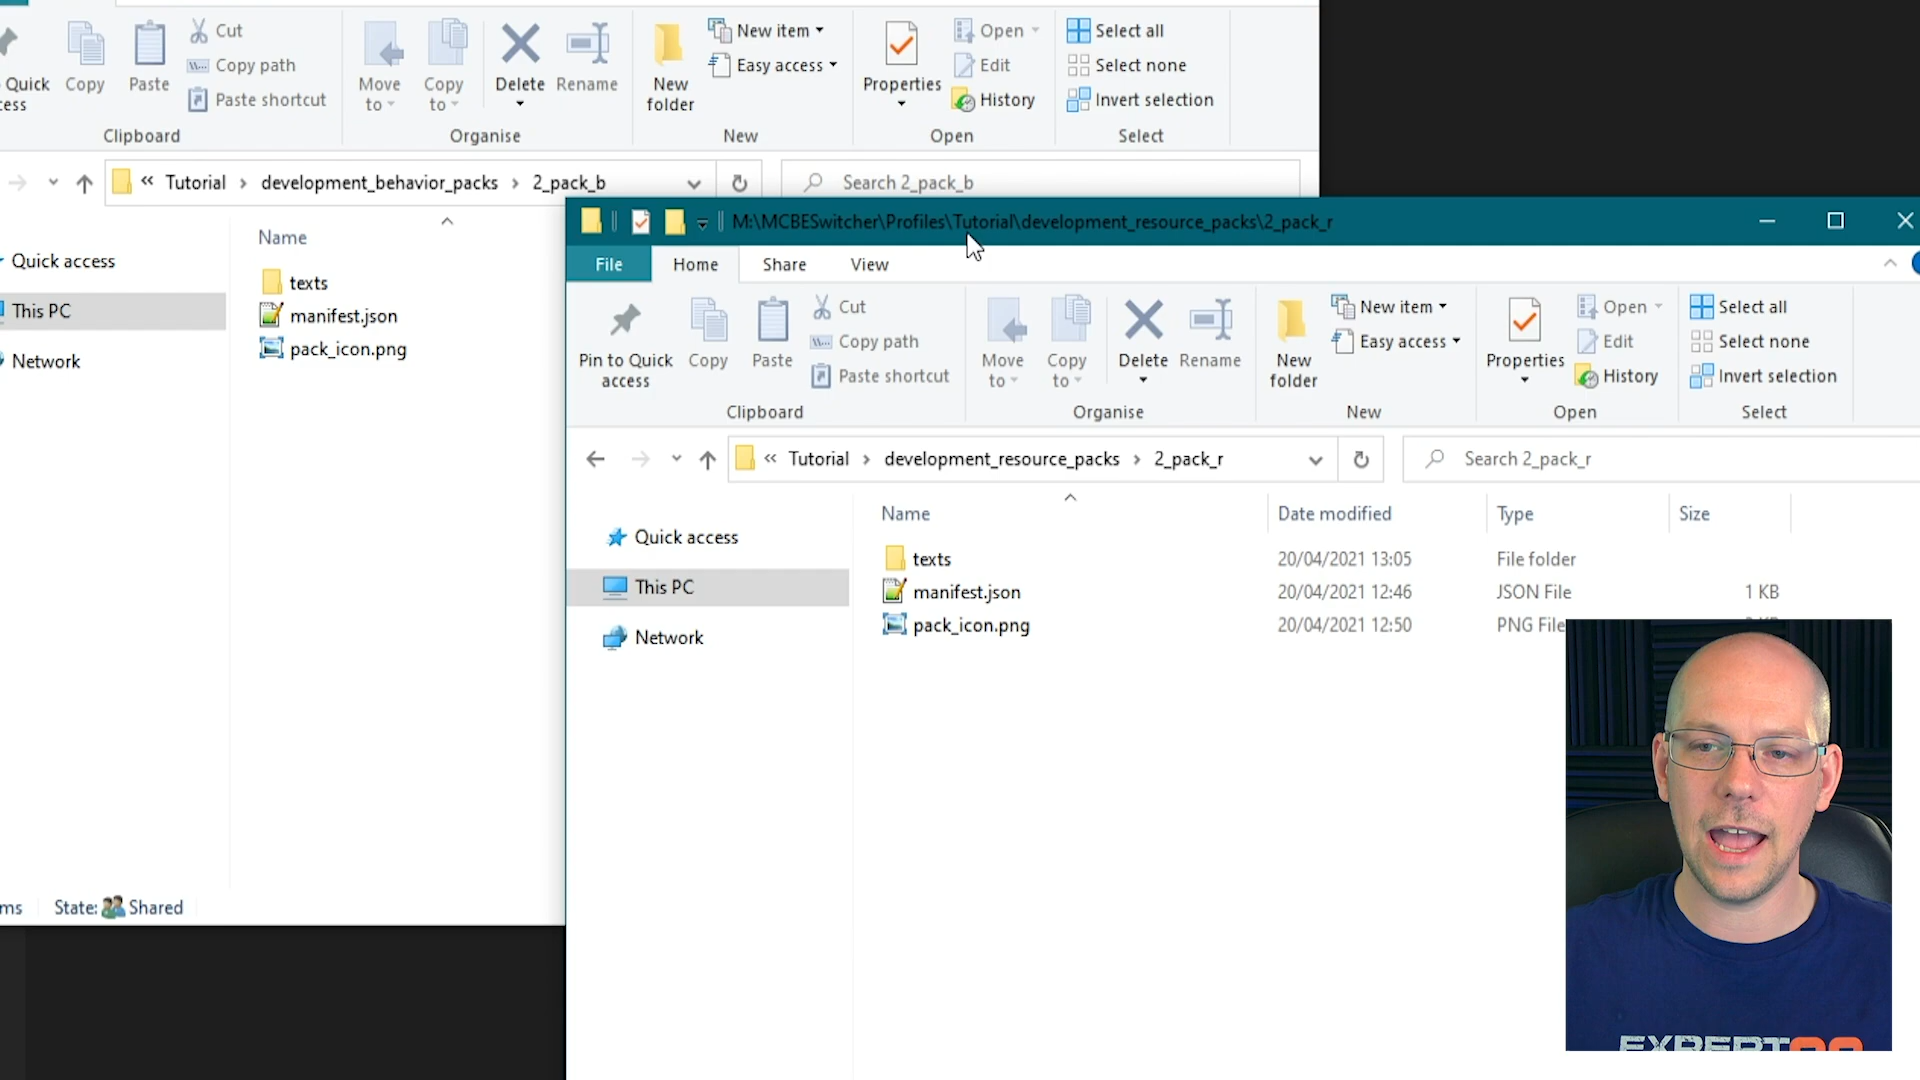 Quick
cess
Copy
Paste
Cut
Copy path
Paste shortcut
Clipboard
Move
to
Copy
to
Delete
Rename
Organise
New
folder
New item
Easy access
New
Properties
Open
Edit
History
Open
Select all
Select none
Invert selection
Select
« Tutorial › development_behavior_packs › 2_pack_b
Search 2_pack_b
Quick access
This PC
Network
Name
texts
manifest.json
pack_icon.png
ms
State: Shared
M:\MCBESwitcher\Profiles\Tutorial\development_resource_packs\2_pack_r
File
Home
Share
View
Pin to Quick
access
Copy
Paste
Cut
Copy path
Paste shortcut
Clipboard
Move
to
Copy
to
Delete
Rename
Organise
New
folder
New item
Easy access
New
Properties
Open
Edit
History
Open
Select all
Select none
Invert selection
Select
« Tutorial › development_resource_packs › 2_pack_r
Search 2_pack_r
Quick access
This PC
Network
Name Date modified Type Size
texts 20/04/2021 13:05 File folder
manifest.json 20/04/2021 12:46 JSON File 1 KB
pack_icon.png 20/04/2021 12:50 PNG File